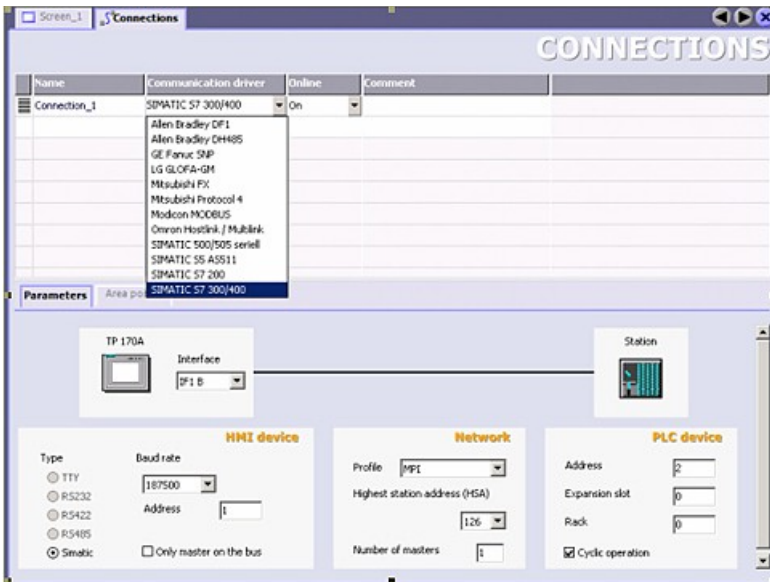 Screen_1 Connections
CONNECTIONS
Name Communication driver Online Comment
Connection_1 SIMATIC S7 300/400 On
Allen Bradley DF1
Allen Bradley DH485
GE Fanuc SNP
LG GLOFA-GM
Mitsubishi FX
Mitsubishi Protocol 4
Modicon MODBUS
Omron Hostlink / Multilink
SIMATIC 500/505 seriell
SIMATIC S5 AS511
SIMATIC S7 200
SIMATIC S7 300/400
Parameters Area po
TP 170A
Interface
IF1 B
Station
HMI device
Type
TTY
RS232
RS422
RS485
Simatic
Baud rate
187500
Address 1
Only master on the bus
Network
Profile MPI
Highest station address (HSA)
126
Number of masters 1
PLC device
Address 2
Expansion slot 0
Rack 0
Cyclic operation